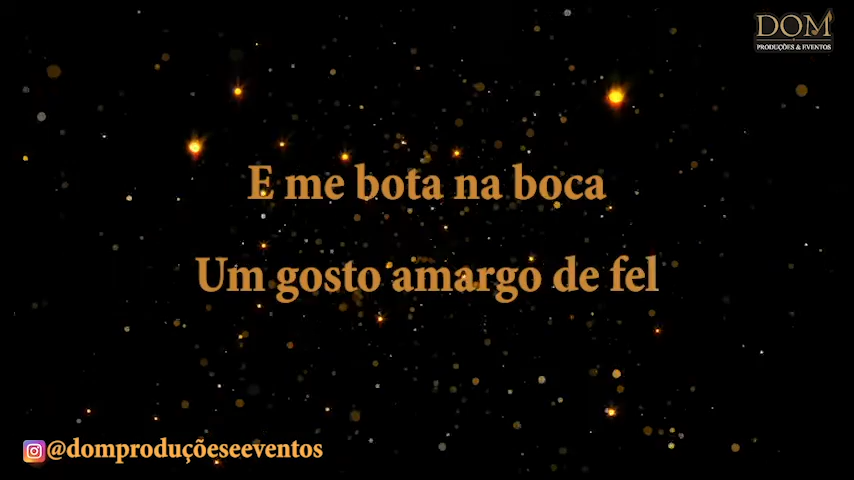 DOM
PRODUÇÕES & EVENTOS
E me bota na boca
Um gosto amargo de fel
@domproduçõeseeventos